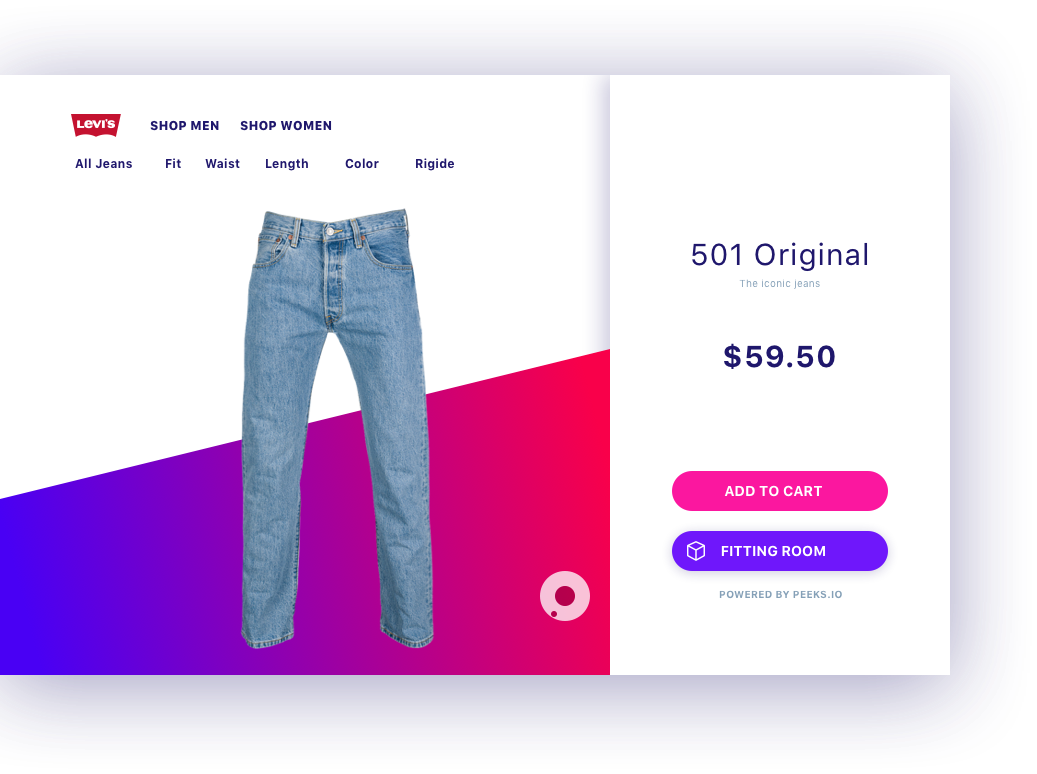 LEVI'S
SHOP MEN SHOP WOMEN
All Jeans Fit Waist Length Color Rigide
501 Original
The iconic jeans
$59.50
ADD TO CART
FITTING ROOM
POWERED BY PEEKS.IO